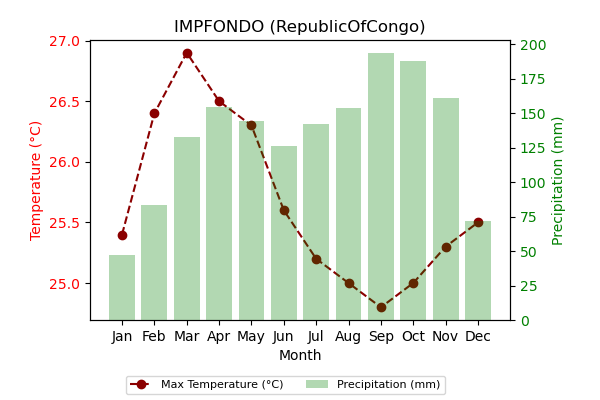 IMPFONDO (RepublicOfCongo)
27.0
26.5
26.0
25.5
25.0
Temperature (°C)
200
175
150
125
100
75
50
25
0
Precipitation (mm)
Jan Feb Mar Apr May Jun Jul Aug Sep Oct Nov Dec
Month
Max Temperature (°C) Precipitation (mm)